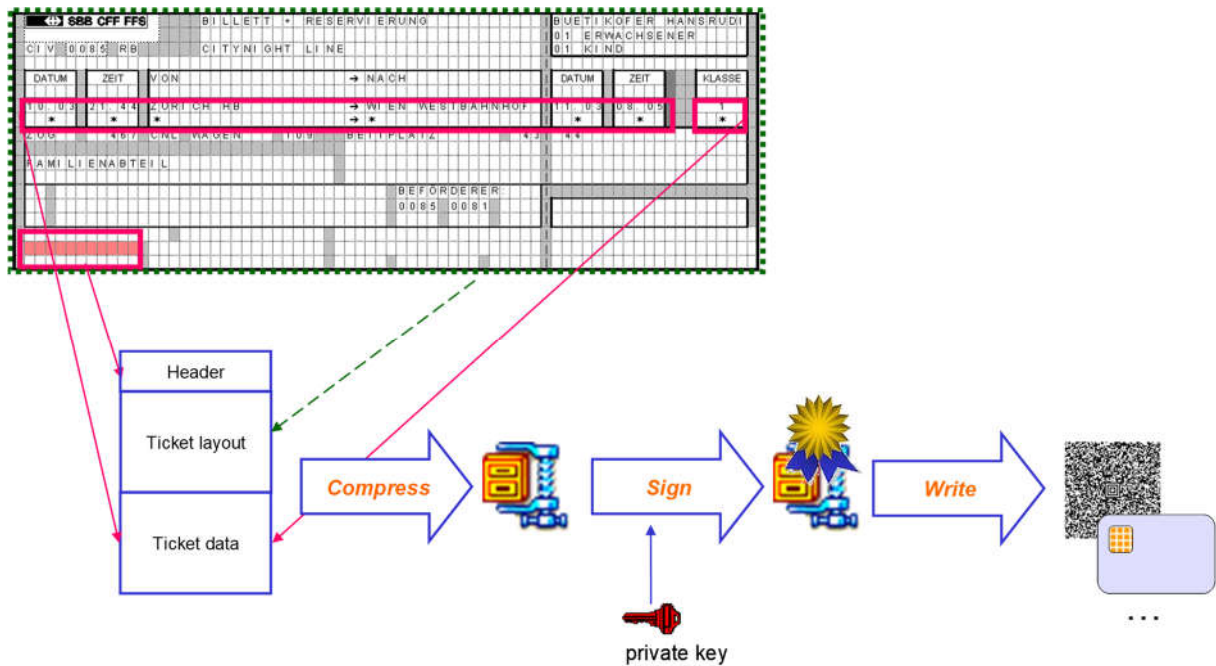 SBB CFF FFS BILLETT + RESERVIERUNG BUETIKOFER HANSRUDI
01 ERWACHSENER
CIV 0085 RB CITYNIGHT LINE 01 KIND
DATUM ZEIT VON → NACH DATUM ZEIT KLASSE
10.03 21.44 ZÜRICH HB → WIEN WESTBAHNHOF 11.03 08.05 1
* * * → * * * *
ZUG 467 CNL WAGEN 109 BETTPLATZ 43 44
FAMILIENABTEIL
BEFÖRDERER
0085 0081
Header
Ticket layout
Ticket data
Compress
Sign
Write
private key
...